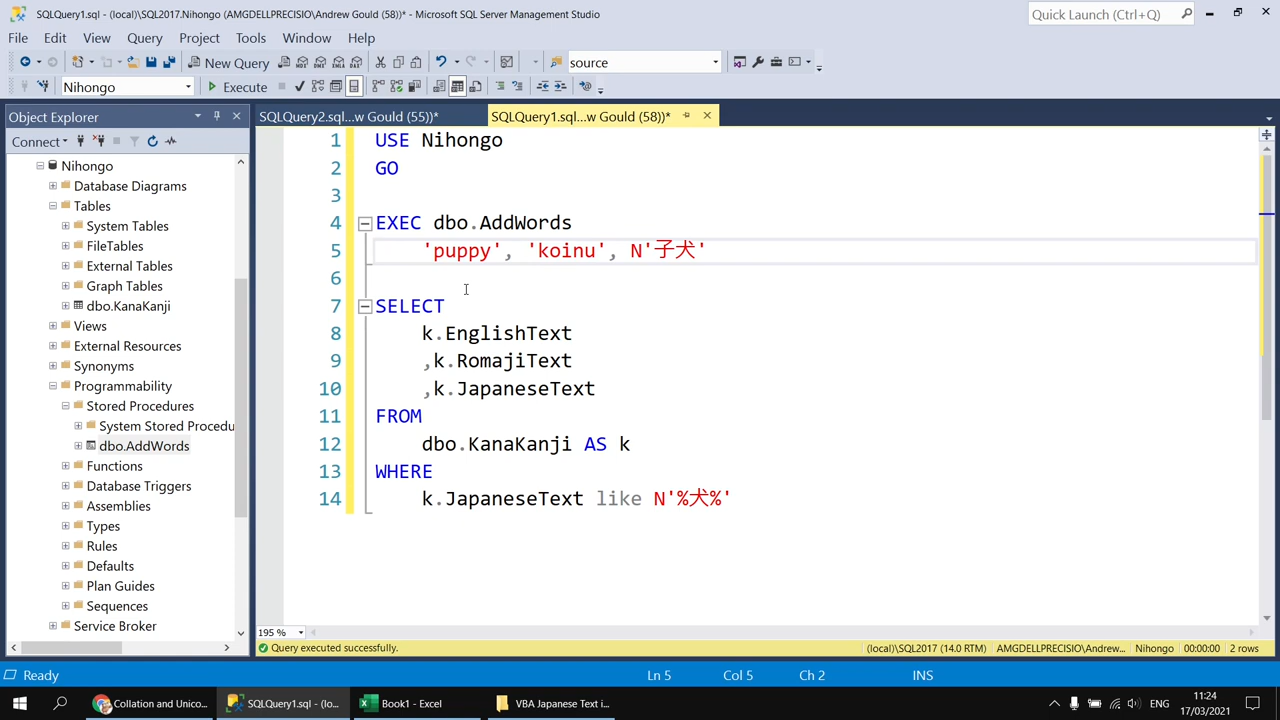 SQLQuery1.sql - (local)\SQL2017.Nihongo (AMGDELLPRECISIO\Andrew Gould (58))* - Microsoft SQL Server Management Studio
Quick Launch (Ctrl+Q)
File Edit View Query Project Tools Window Help
New Query MDX DMX XMLA DAX source
Nihongo Execute
Object Explorer
SQLQuery2.sql...w Gould (55))* SQLQuery1.sql...w Gould (58))*
Connect
Nihongo
Database Diagrams
Tables
System Tables
FileTables
External Tables
Graph Tables
dbo.KanaKanji
Views
External Resources
Synonyms
Programmability
Stored Procedures
System Stored Procedu
dbo.AddWords
Functions
Database Triggers
Assemblies
Types
Rules
Defaults
Plan Guides
Sequences
Service Broker
1 USE Nihongo
2 GO
3
4 EXEC dbo.AddWords
5 'puppy', 'koinu', N'子犬'
6
7 SELECT
8 k.EnglishText
9 ,k.RomajiText
10 ,k.JapaneseText
11 FROM
12 dbo.KanaKanji AS k
13 WHERE
14 k.JapaneseText like N'%犬%'
195 %
Query executed successfully. (local)\SQL2017 (14.0 RTM) AMGDELLPRECISIO\Andrew... Nihongo 00:00:00 2 rows
Ready Ln 5 Col 5 Ch 2 INS
Collation and Unico... SQLQuery1.sql - (lo... Book1 - Excel VBA Japanese Text i... ENG 11:24
17/03/2021